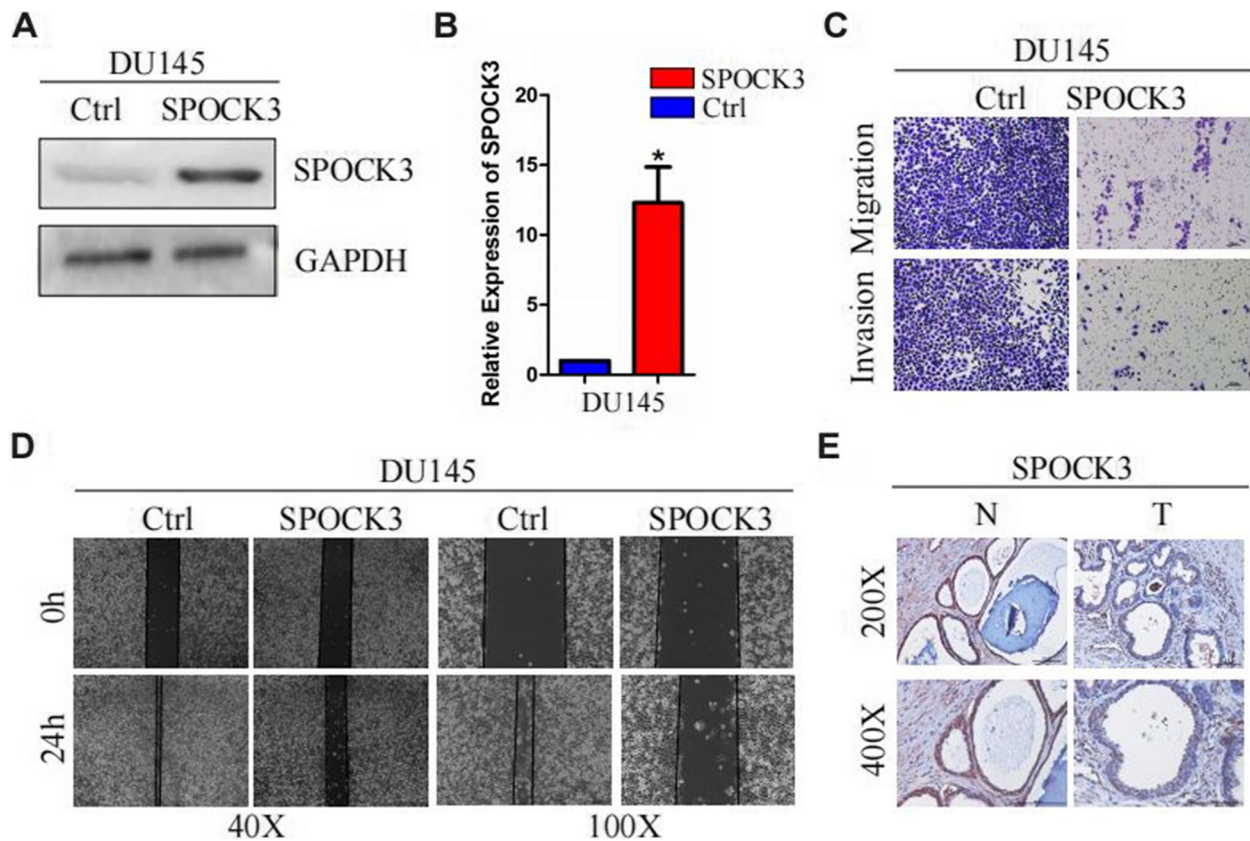 A
DU145
Ctrl SPOCK3
SPOCK3
GAPDH
B
SPOCK3
Ctrl
Relative Expression of SPOCK3
20
15
10
5
0
*
DU145
C
DU145
Ctrl SPOCK3
Migration
Invasion
D
DU145
Ctrl SPOCK3 Ctrl SPOCK3
0h
24h
40X 100X
E
SPOCK3
N T
200X
400X